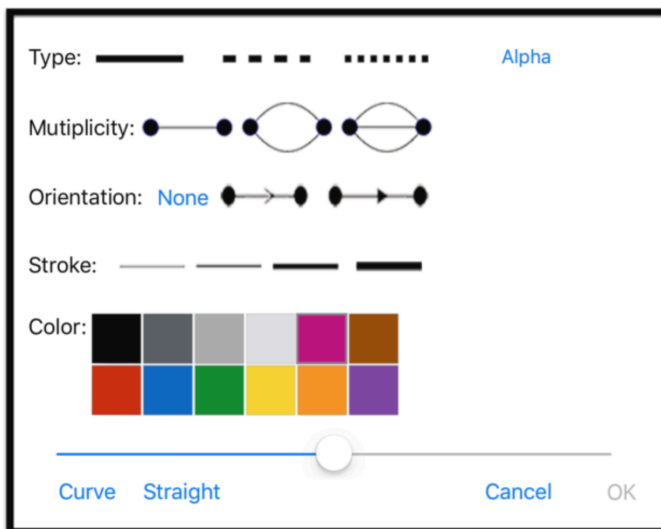 Type: Alpha
Mutiplicity:
Orientation: None
Stroke:
Color:
Curve Straight Cancel OK